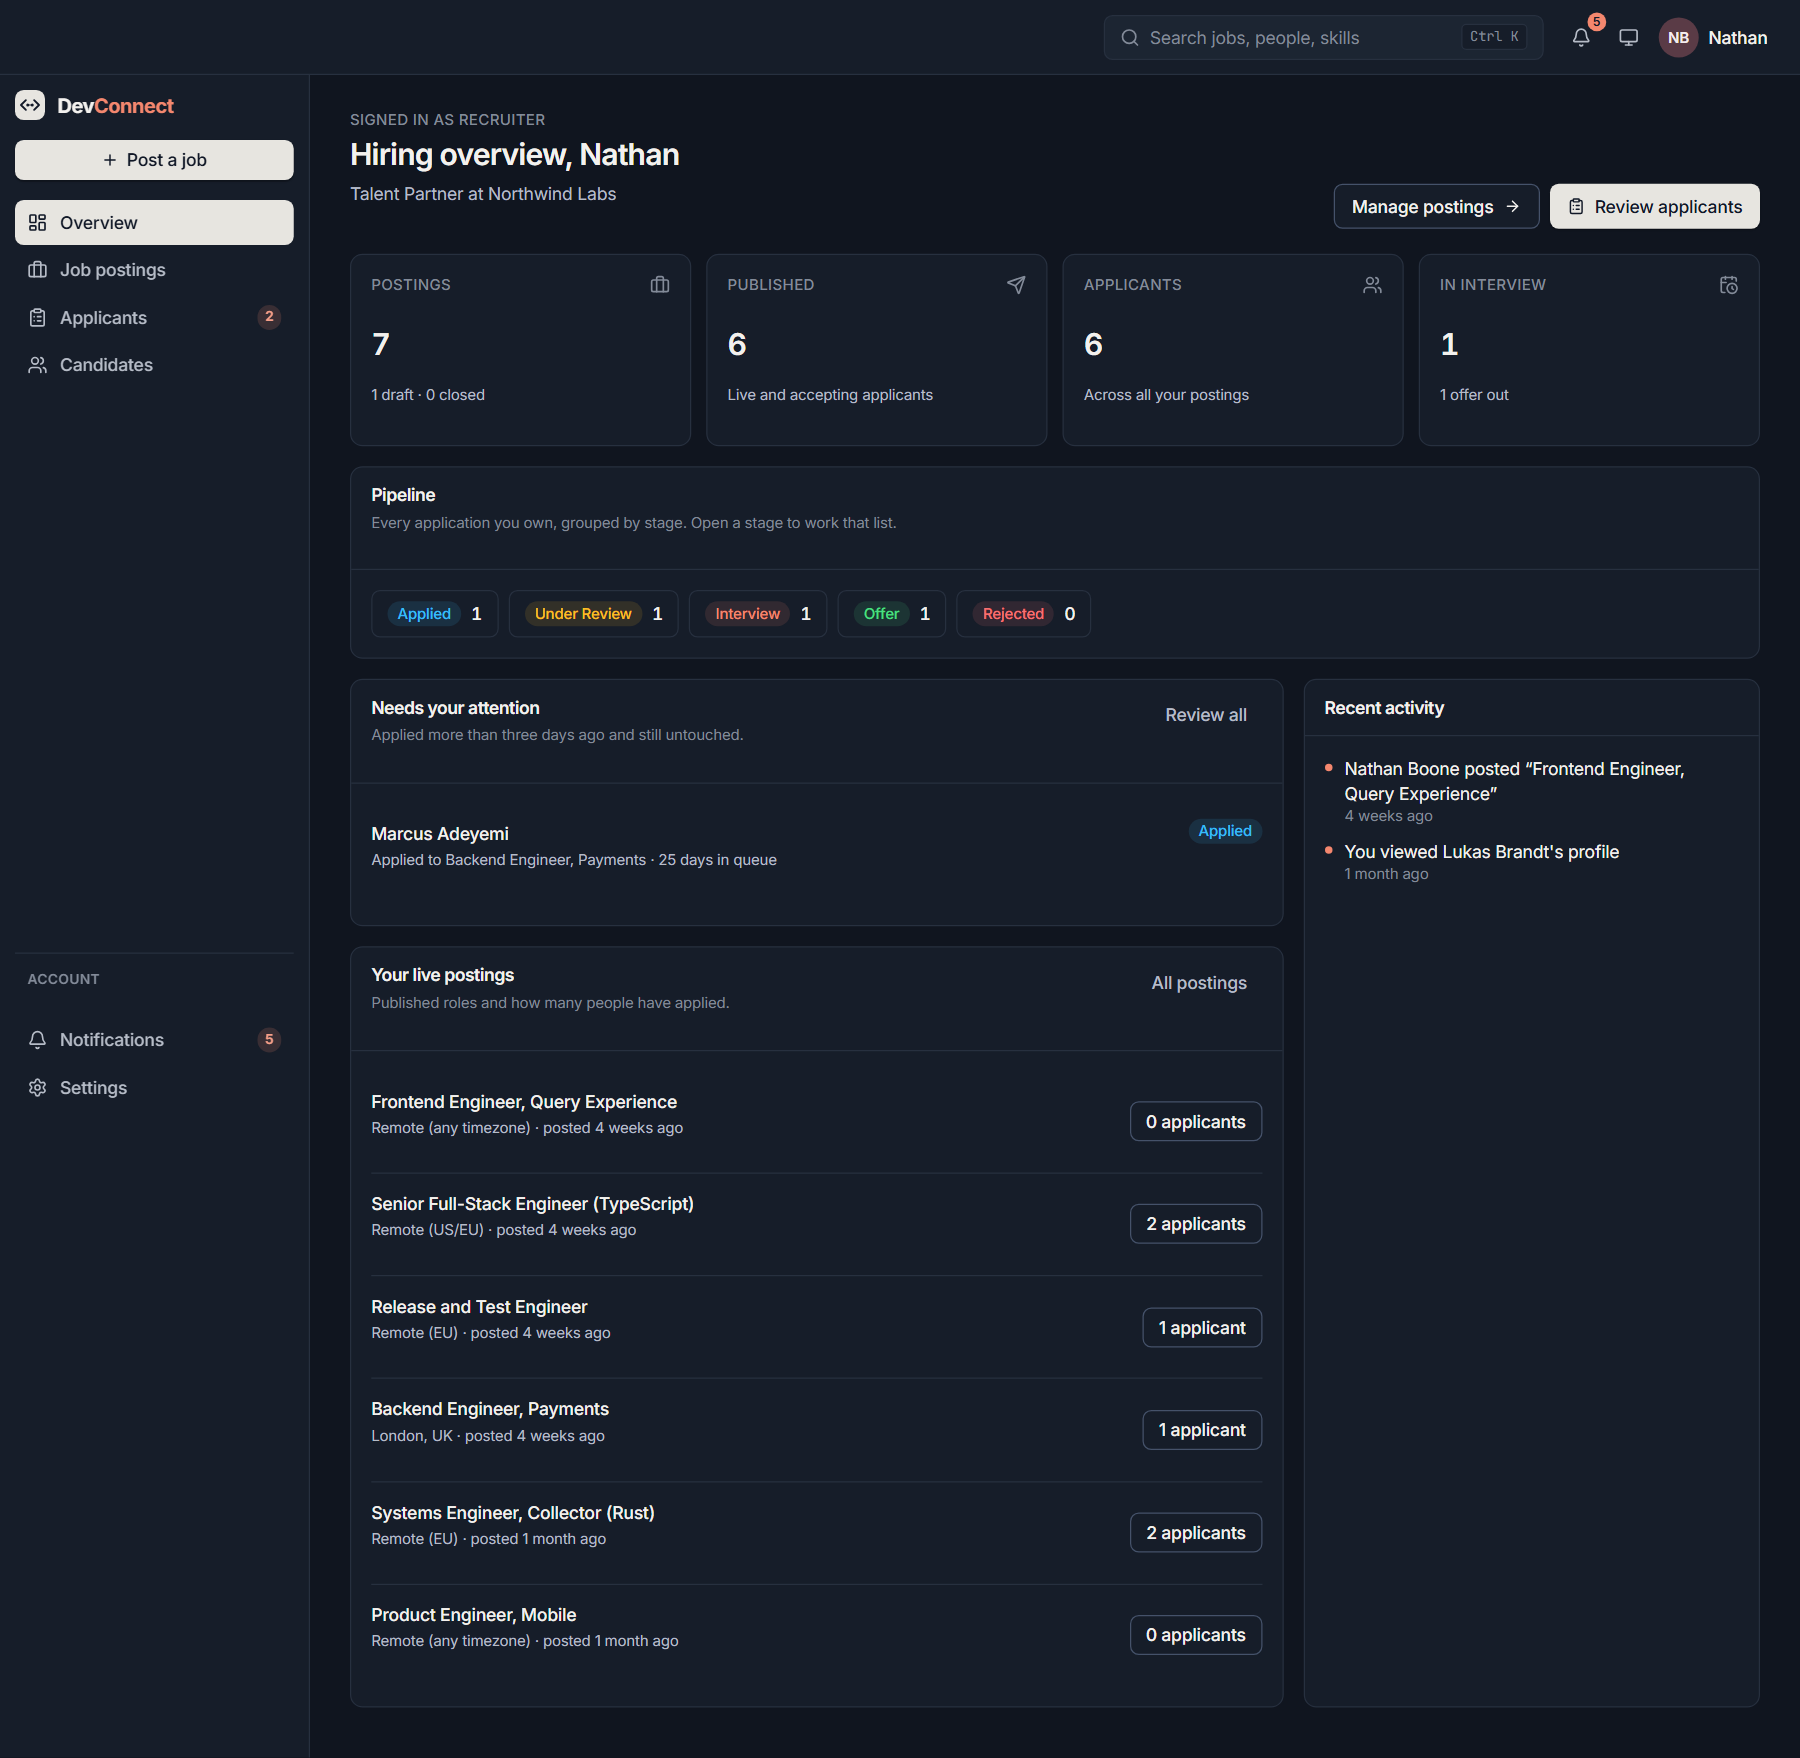 Search jobs, people, skills
Ctrl K
5
NB
Nathan
DevConnect
Post a job
Overview
Job postings
Applicants
2
Candidates
ACCOUNT
Notifications
5
Settings
SIGNED IN AS RECRUITER
Hiring overview, Nathan
Talent Partner at Northwind Labs
Manage postings
Review applicants
POSTINGS
7
1 draft · 0 closed
PUBLISHED
6
Live and accepting applicants
APPLICANTS
6
Across all your postings
IN INTERVIEW
1
1 offer out
Pipeline
Every application you own, grouped by stage. Open a stage to work that list.
Applied 1
Under Review 1
Interview 1
Offer 1
Rejected 0
Needs your attention
Applied more than three days ago and still untouched.
Review all
Marcus Adeyemi
Applied to Backend Engineer, Payments · 25 days in queue
Applied
Your live postings
Published roles and how many people have applied.
All postings
Frontend Engineer, Query Experience
Remote (any timezone) · posted 4 weeks ago
0 applicants
Senior Full-Stack Engineer (TypeScript)
Remote (US/EU) · posted 4 weeks ago
2 applicants
Release and Test Engineer
Remote (EU) · posted 4 weeks ago
1 applicant
Backend Engineer, Payments
London, UK · posted 4 weeks ago
1 applicant
Systems Engineer, Collector (Rust)
Remote (EU) · posted 1 month ago
2 applicants
Product Engineer, Mobile
Remote (any timezone) · posted 1 month ago
0 applicants
Recent activity
Nathan Boone posted “Frontend Engineer,
Query Experience”
4 weeks ago
You viewed Lukas Brandt's profile
1 month ago